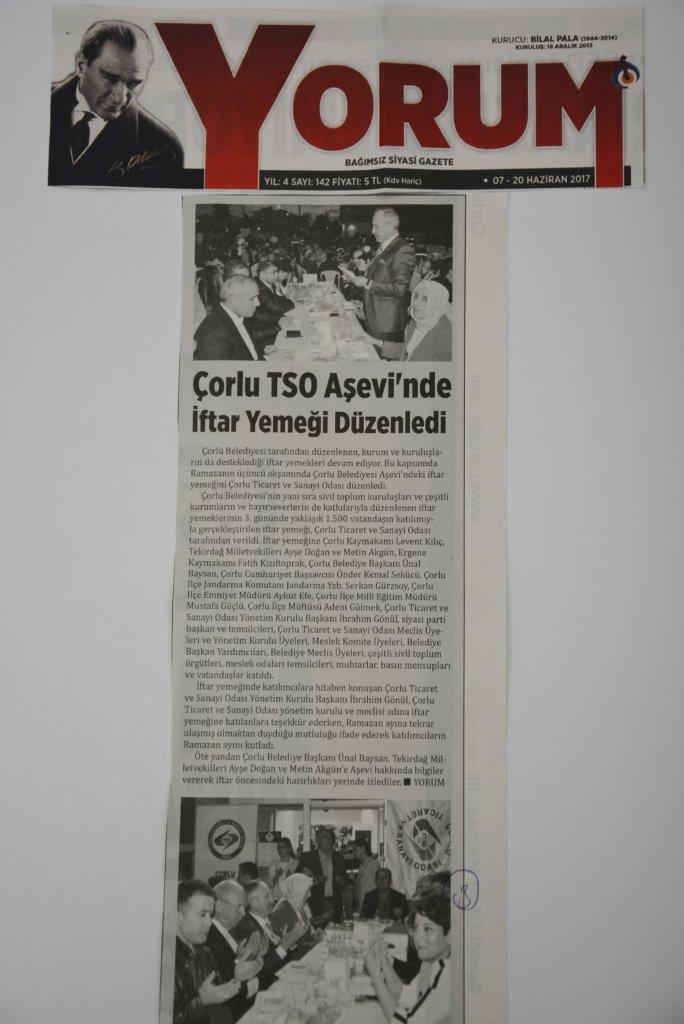 KURUCU: BİLAL PALA (1944-2014)
KURULUŞ: 18 ARALIK 2013
YORUM
BAĞIMSIZ SİYASİ GAZETE
YIL: 4 SAYI: 142 FİYATI: 5 TL (Kdv Hariç)
• 07 - 20 HAZİRAN 2017
Çorlu TSO Aşevi'nde
İftar Yemeği Düzenledi
Çorlu Belediyesi tarafından düzenlenen, kurum ve kuruluşla-
rın da desteklediği iftar yemekleri devam ediyor. Bu kapsamda
Ramazanın üçüncü akşamında Çorlu Belediyesi Aşevi'ndeki iftar
yemeğini Çorlu Ticaret ve Sanayi Odası düzenledi.
Çorlu Belediyesi'nin yanı sıra sivil toplum kuruluşları ve çeşitli
kurumların ve hayırseverlerin de katkılarıyla düzenlenen iftar
yemeklerinin 3. gününde yaklaşık 1.500 vatandaşın katılımıy-
la gerçekleştirilen iftar yemeği, Çorlu Ticaret ve Sanayi Odası
tarafından verildi. İftar yemeğine Çorlu Kaymakamı Levent Kılıç,
Tekirdağ Milletvekilleri Ayşe Doğan ve Metin Akgün, Ergene
Kaymakamı Fatih Kızıltoprak, Çorlu Belediye Başkanı Ünal
Baysan, Çorlu Cumhuriyet Başsavcısı Önder Kemal Sekücü, Çorlu
İlçe Jandarma Komutanı Jandarma Yzb. Serkan Gürzsoy, Çorlu
İlçe Emniyet Müdürü Aykut Efe, Çorlu İlçe Milli Eğitim Müdürü
Mustafa Güçlü, Çorlu İlçe Müftüsü Adem Gülmek, Çorlu Ticaret ve
Sanayi Odası Yönetim Kurulu Başkanı İbrahim Gönül, siyasi parti
başkan ve temsilcileri, Çorlu Ticaret ve Sanayi Odası Meclis Üye-
leri ve Yönetim Kurulu Üyeleri, Meslek Komite Üyeleri, Belediye
Başkan Yardımcıları, Belediye Meclis Üyeleri, çeşitli sivil toplum
örgütleri, meslek odaları temsilcileri, muhtarlar, basın mensupları
ve vatandaşlar katıldı.
İftar yemeğinde katılımcılara hitaben konuşan Çorlu Ticaret
ve Sanayi Odası Yönetim Kurulu Başkanı İbrahim Gönül, Çorlu
Ticaret ve Sanayi Odası yönetim kurulu ve meclisi adına iftar
yemeğine katılanlara teşekkür ederken, Ramazan ayına tekrar
ulaşmış olmaktan duyduğu mutluluğu ifade ederek katılımcıların
Ramazan ayını kutladı.
Öte yandan Çorlu Belediye Başkanı Ünal Baysan, Tekirdağ Mil-
letvekilleri Ayşe Doğan ve Metin Akgün'e Aşevi hakkında bilgiler
vererek iftar öncesindeki hazırlıkları yerinde izlediler. ■ YORUM
ÇORLU
TİCARET
ve SANAYİ ODASI
8